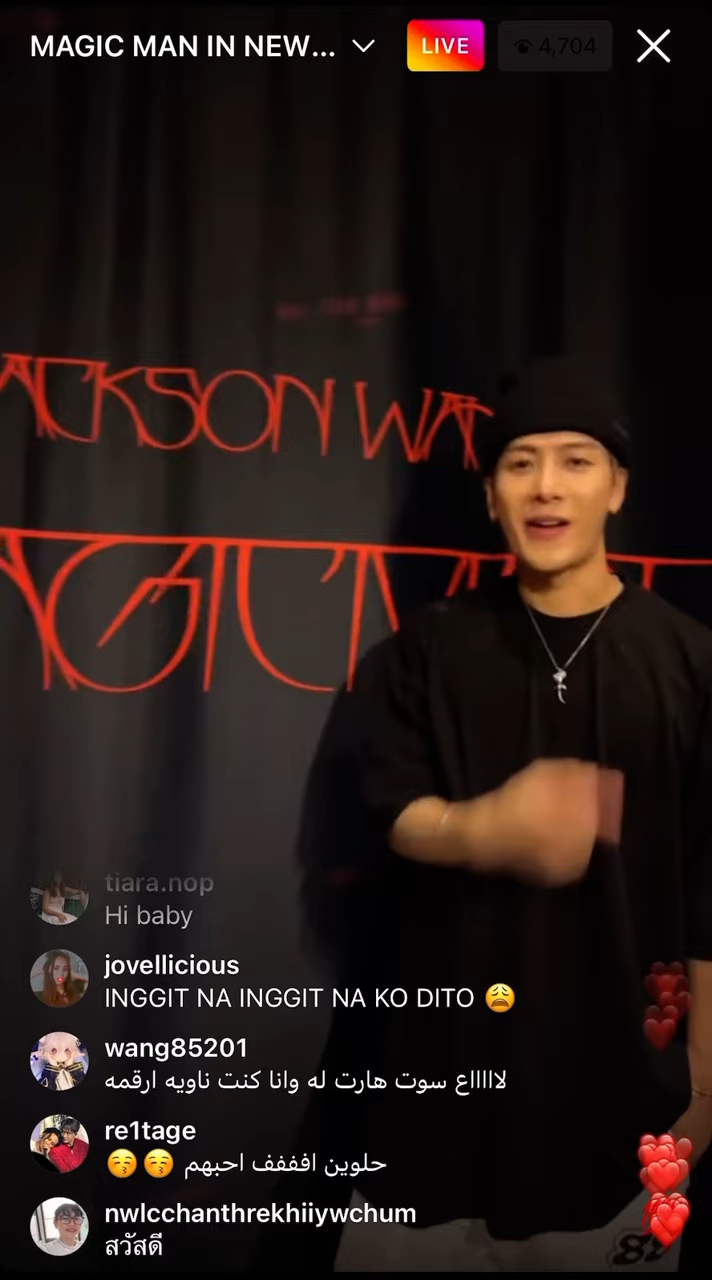 MAGIC MAN IN NEW...
LIVE
4,704
ACKSON WA
AGIC
tiara.nop
Hi baby
jovellicious
INGGIT NA INGGIT NA KO DITO 😩
wang85201
لاااااع سوت هارت له وانا كنت ناويه ارقمه
re1tage
حلوين افففف احبهم 😚😚
nwlcchanthrekhiiywchum
สวัสดี